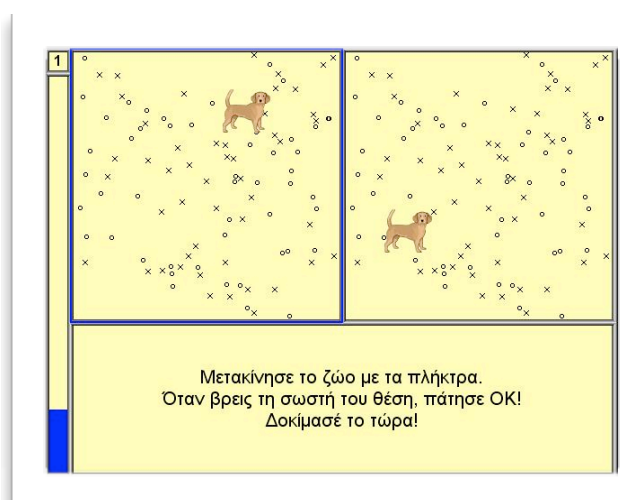 1
Μετακίνησε το ζώο με τα πλήκτρα.
Όταν βρεις τη σωστή του θέση, πάτησε ΟΚ!
Δοκίμασέ το τώρα!